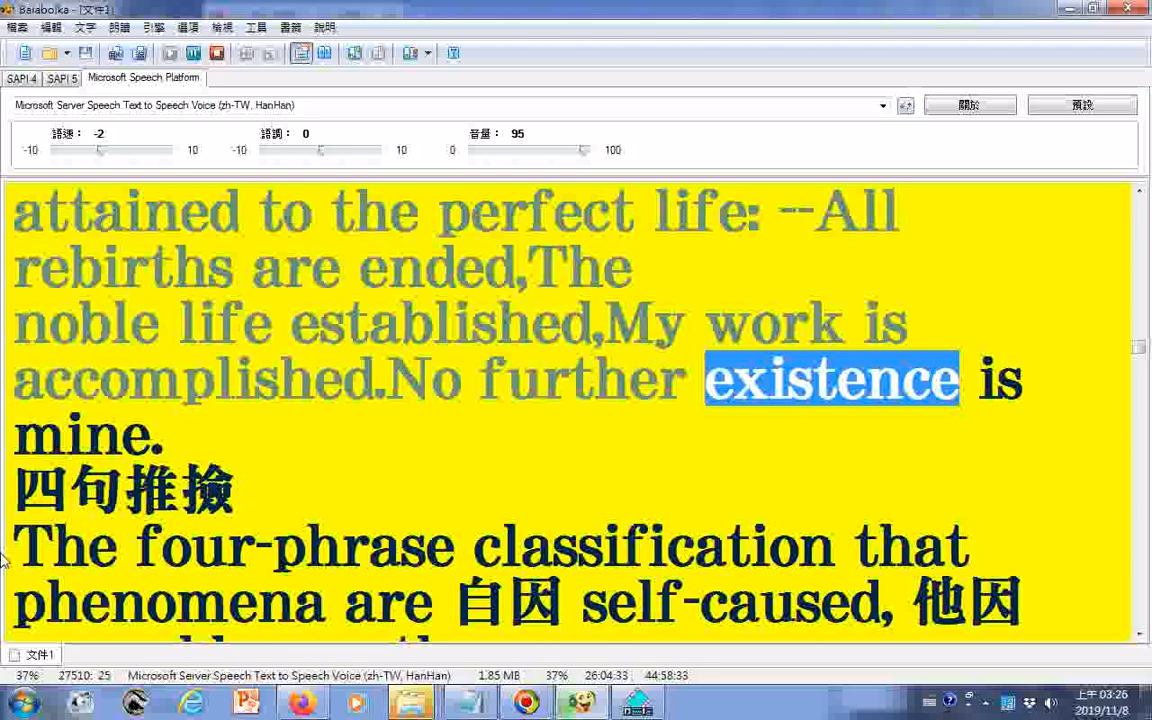 Balabolka - [文件1]
檔案 編輯 文字 朗讀 引擎 選項 檢視 工具 書籤 說明
SAPI 4 SAPI 5 Microsoft Speech Platform
Microsoft Server Speech Text to Speech Voice (zh-TW, HanHan) 關於 預設
語速： -2 語調： 0 音量： 95
-10 10 -10 10 0 100
attained to the perfect life: --All
rebirths are ended,The
noble life established,My work is
accomplished.No further existence is
mine.
四句推撿
The four-phrase classification that
phenomena are 自因 self-caused, 他因
文件1
37% 27510: 25 Microsoft Server Speech Text to Speech Voice (zh-TW, HanHan) 1.85 MB 37% 26:04:33 44:58:33
上午 03:26
2019/11/8